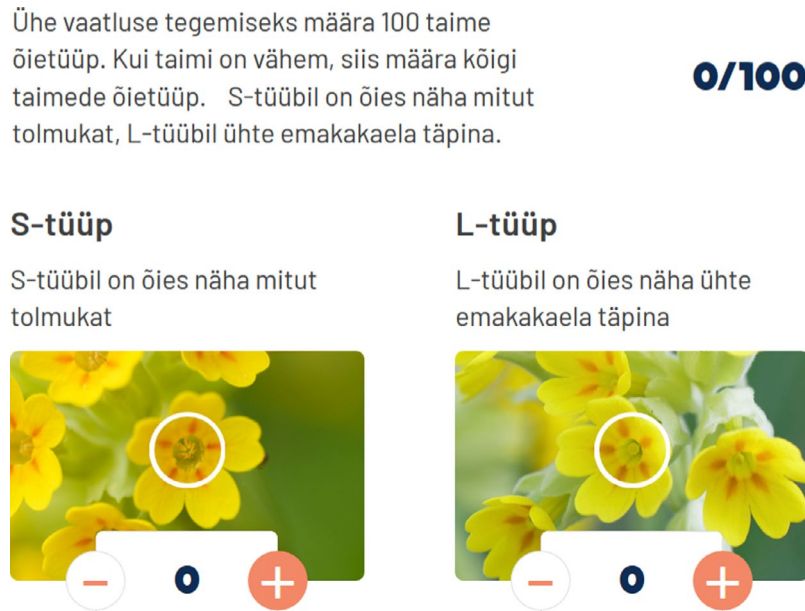 Ühe vaatluse tegemiseks määra 100 taime
õietüüp. Kui taimi on vähem, siis määra kõigi
taimede õietüüp. S-tüübil on õies näha mitut
tolmukat, L-tüübil ühte emakakaela täpina.
0/100
S-tüüp
S-tüübil on õies näha mitut
tolmukat
− 0 +
L-tüüp
L-tüübil on õies näha ühte
emakakaela täpina
− 0 +